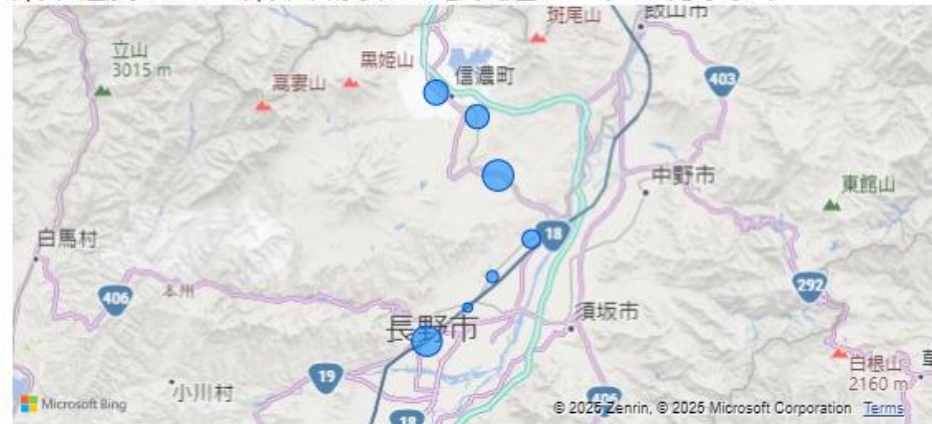 斑尾山
飯山市
立山
3015 m
黒姫山
信濃町
高妻山
403
中野市
東館山
18
白馬村
292
406
本州
須坂市
長野市
白根山
2160 m
19
小川村
406
18
Microsoft Bing
© 2025 Zenrin, © 2025 Microsoft Corporation Terms